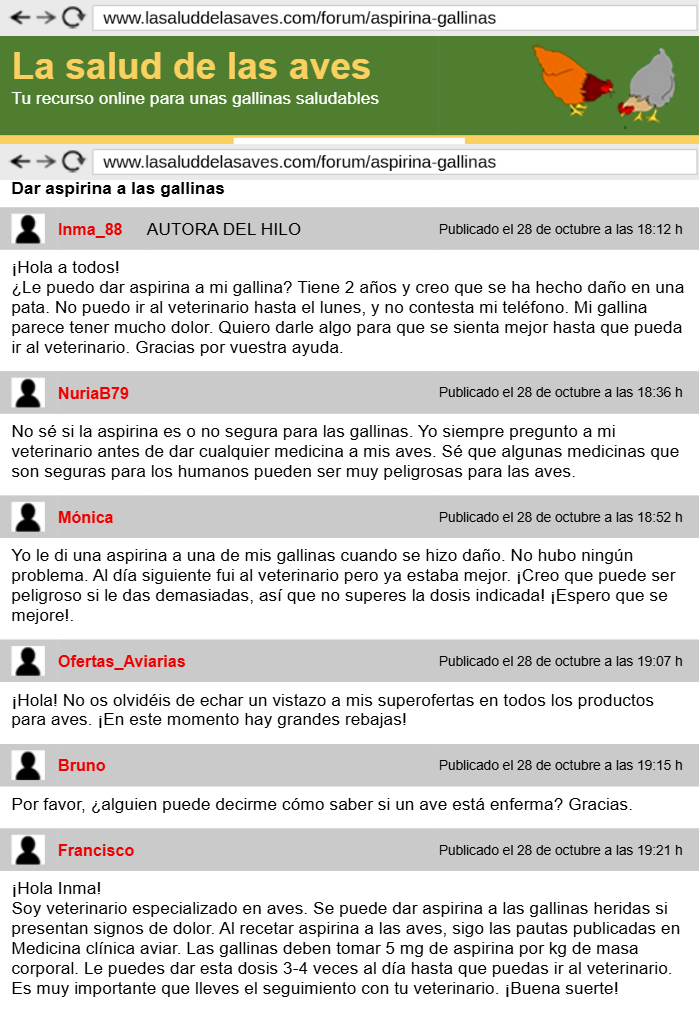 www.lasaluddelasaves.com/forum/aspirina-gallinas
La salud de las aves
Tu recurso online para unas gallinas saludables
www.lasaluddelasaves.com/forum/aspirina-gallinas
Dar aspirina a las gallinas
Inma_88 AUTORA DEL HILO Publicado el 28 de octubre a las 18:12 h
¡Hola a todos!
¿Le puedo dar aspirina a mi gallina? Tiene 2 años y creo que se ha hecho daño en una
pata. No puedo ir al veterinario hasta el lunes, y no contesta mi teléfono. Mi gallina
parece tener mucho dolor. Quiero darle algo para que se sienta mejor hasta que pueda
ir al veterinario. Gracias por vuestra ayuda.
NuriaB79 Publicado el 28 de octubre a las 18:36 h
No sé si la aspirina es o no segura para las gallinas. Yo siempre pregunto a mi
veterinario antes de dar cualquier medicina a mis aves. Sé que algunas medicinas que
son seguras para los humanos pueden ser muy peligrosas para las aves.
Mónica Publicado el 28 de octubre a las 18:52 h
Yo le di una aspirina a una de mis gallinas cuando se hizo daño. No hubo ningún
problema. Al día siguiente fui al veterinario pero ya estaba mejor. ¡Creo que puede ser
peligroso si le das demasiadas, así que no superes la dosis indicada! ¡Espero que se
mejore!.
Ofertas_Aviarias Publicado el 28 de octubre a las 19:07 h
¡Hola! No os olvidéis de echar un vistazo a mis superofertas en todos los productos
para aves. ¡En este momento hay grandes rebajas!
Bruno Publicado el 28 de octubre a las 19:15 h
Por favor, ¿alguien puede decirme cómo saber si un ave está enferma? Gracias.
Francisco Publicado el 28 de octubre a las 19:21 h
¡Hola Inma!
Soy veterinario especializado en aves. Se puede dar aspirina a las gallinas heridas si
presentan signos de dolor. Al recetar aspirina a las aves, sigo las pautas publicadas en
Medicina clínica aviar. Las gallinas deben tomar 5 mg de aspirina por kg de masa
corporal. Le puedes dar esta dosis 3-4 veces al día hasta que puedas ir al veterinario.
Es muy importante que lleves el seguimiento con tu veterinario. ¡Buena suerte!